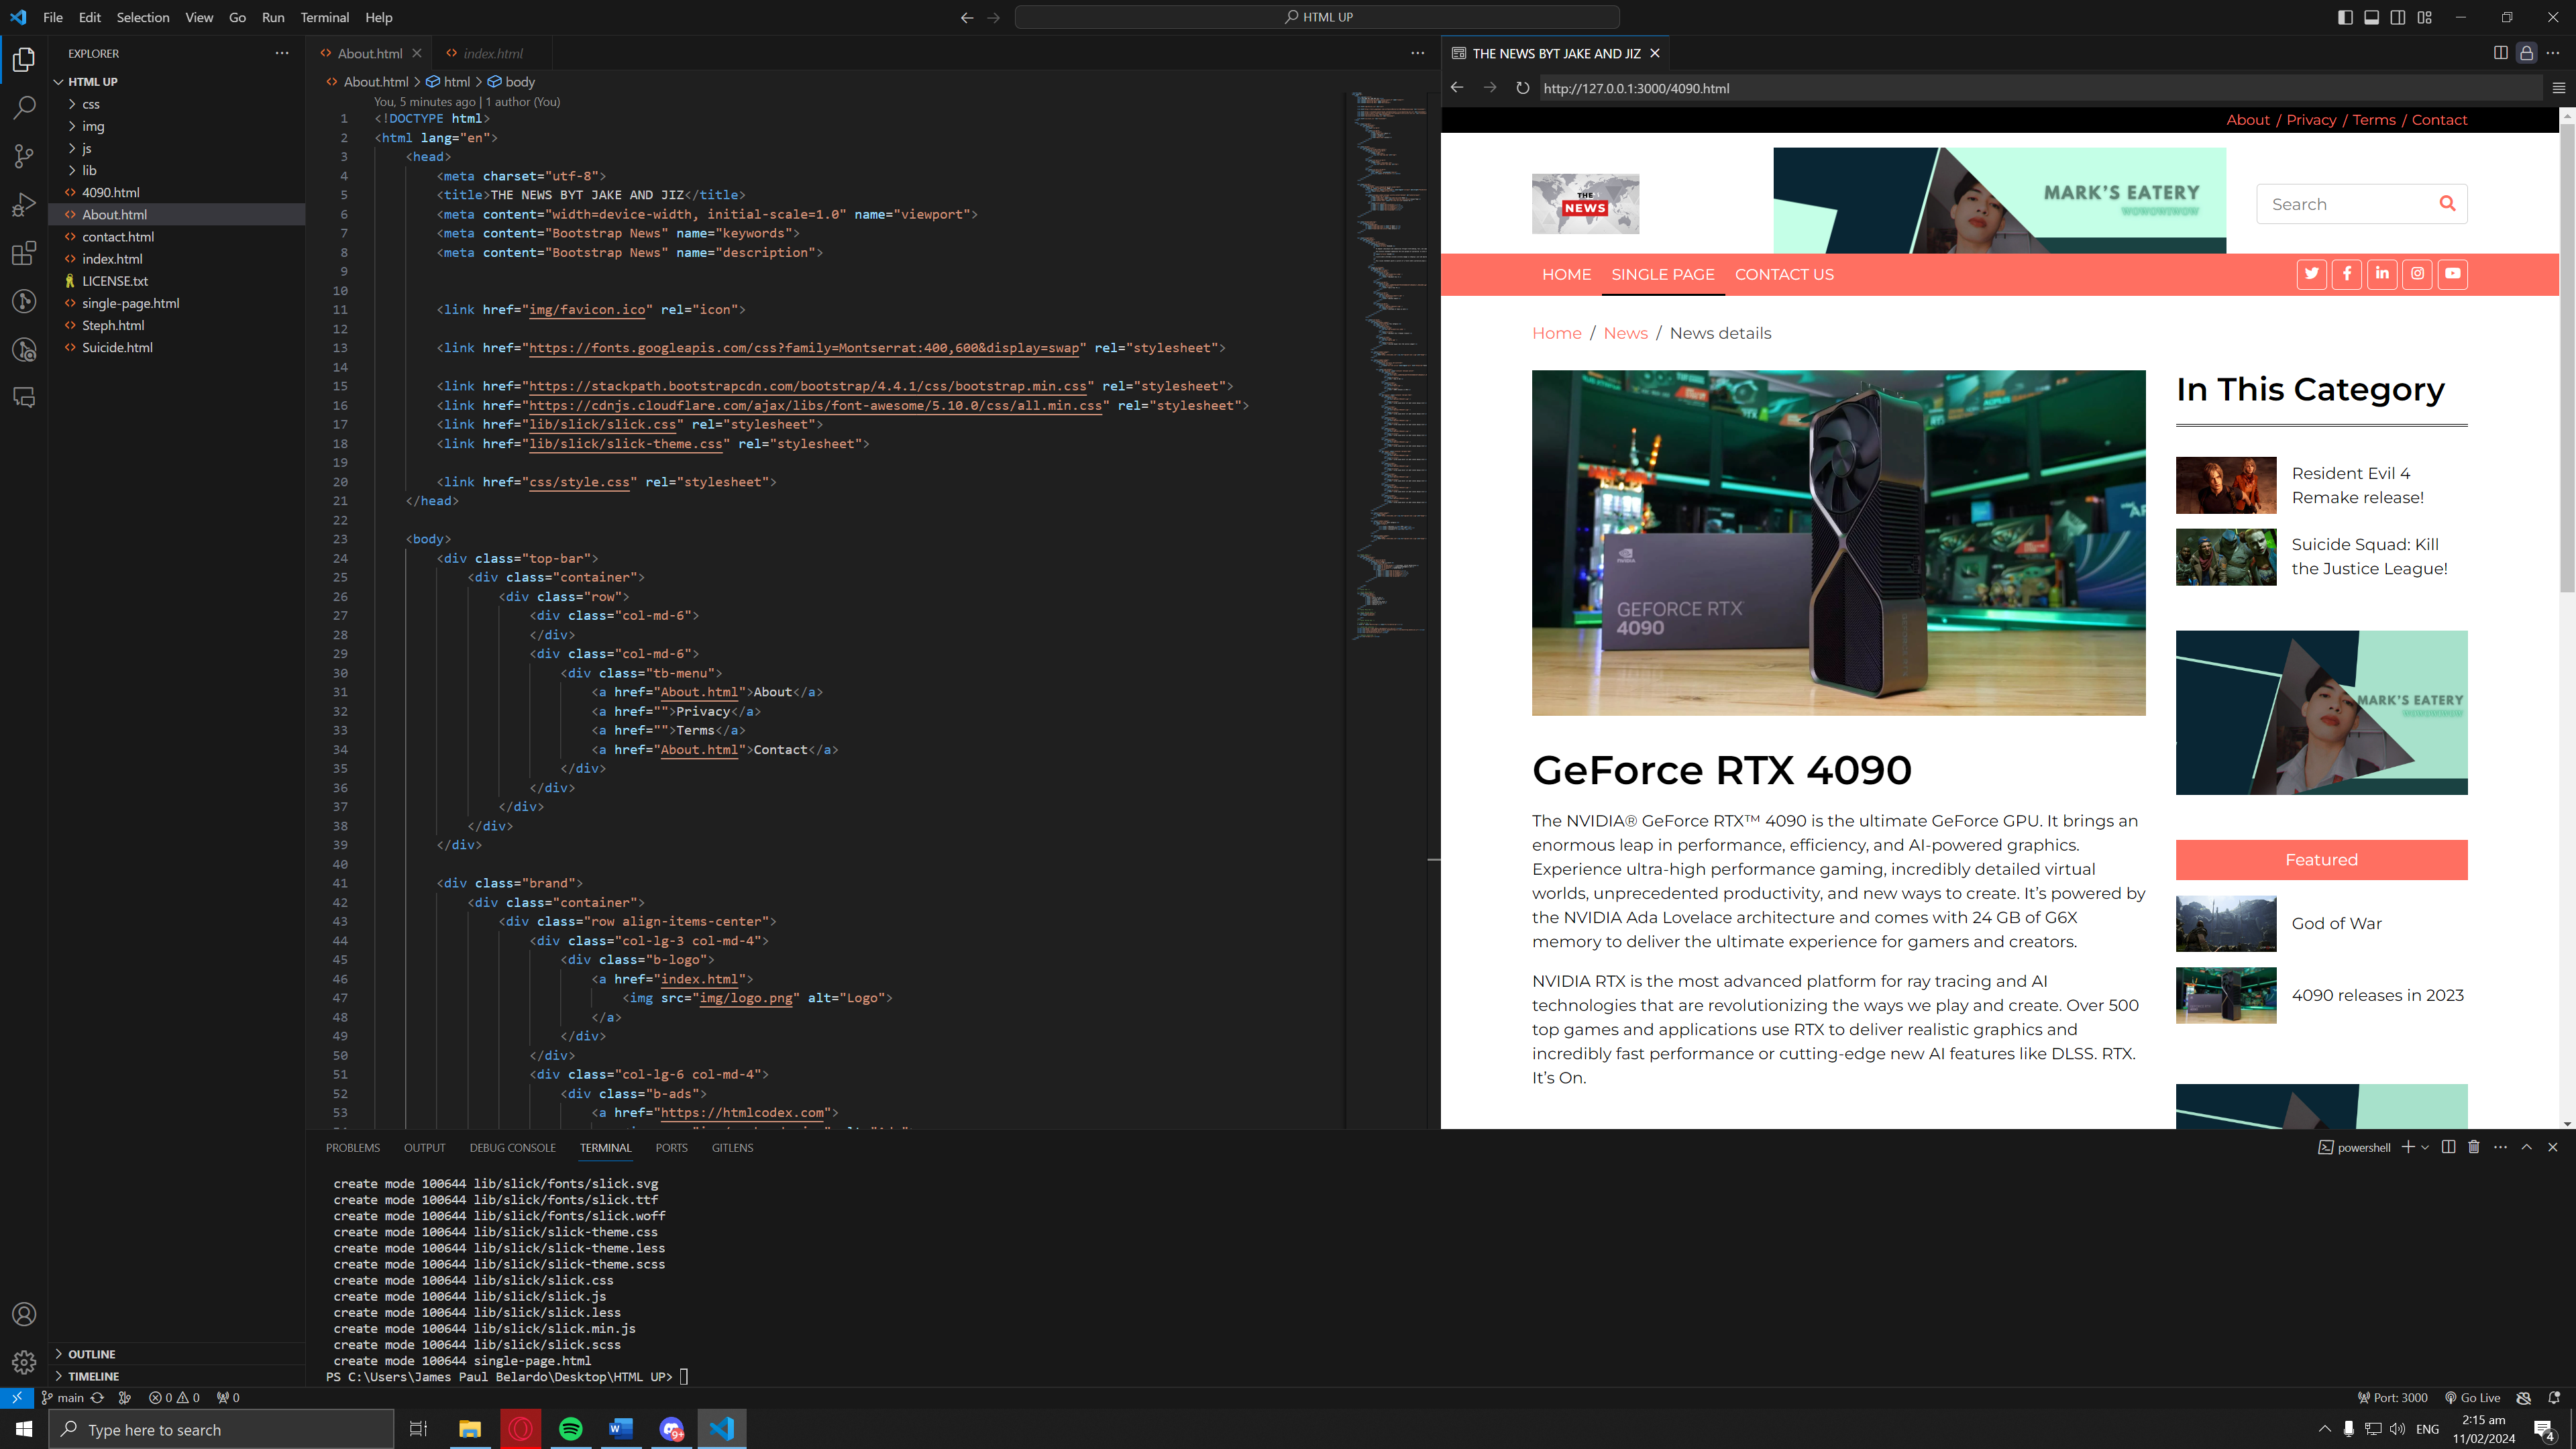 File Edit Selection View Go Run Terminal Help
HTML UP
EXPLORER
HTML UP
css
img
js
lib
4090.html
About.html
contact.html
index.html
LICENSE.txt
single-page.html
Steph.html
Suicide.html
OUTLINE
TIMELINE
About.html
index.html
About.html > html > body
You, 5 minutes ago | 1 author (You)
1 <!DOCTYPE html>
2 <html lang="en">
3 <head>
4 <meta charset="utf-8">
5 <title>THE NEWS BYT JAKE AND JIZ</title>
6 <meta content="width=device-width, initial-scale=1.0" name="viewport">
7 <meta content="Bootstrap News" name="keywords">
8 <meta content="Bootstrap News" name="description">
9
10
11 <link href="img/favicon.ico" rel="icon">
12
13 <link href="https://fonts.googleapis.com/css?family=Montserrat:400,600&display=swap" rel="stylesheet">
14
15 <link href="https://stackpath.bootstrapcdn.com/bootstrap/4.4.1/css/bootstrap.min.css" rel="stylesheet">
16 <link href="https://cdnjs.cloudflare.com/ajax/libs/font-awesome/5.10.0/css/all.min.css" rel="stylesheet">
17 <link href="lib/slick/slick.css" rel="stylesheet">
18 <link href="lib/slick/slick-theme.css" rel="stylesheet">
19
20 <link href="css/style.css" rel="stylesheet">
21 </head>
22
23 <body>
24 <div class="top-bar">
25 <div class="container">
26 <div class="row">
27 <div class="col-md-6">
28 </div>
29 <div class="col-md-6">
30 <div class="tb-menu">
31 <a href="About.html">About</a>
32 <a href="">Privacy</a>
33 <a href="">Terms</a>
34 <a href="About.html">Contact</a>
35 </div>
36 </div>
37 </div>
38 </div>
39 </div>
40
41 <div class="brand">
42 <div class="container">
43 <div class="row align-items-center">
44 <div class="col-lg-3 col-md-4">
45 <div class="b-logo">
46 <a href="index.html">
47 <img src="img/logo.png" alt="Logo">
48 </a>
49 </div>
50 </div>
51 <div class="col-lg-6 col-md-4">
52 <div class="b-ads">
53 <a href="https://htmlcodex.com">
THE NEWS BYT JAKE AND JIZ
http://127.0.0.1:3000/4090.html
About / Privacy / Terms / Contact
THE
NEWS
MARK'S EATERY
Search
HOME SINGLE PAGE CONTACT US
Home / News / News details
NVIDIA
GEFORCE RTX
4090
GeForce RTX 4090
The NVIDIA® GeForce RTX™ 4090 is the ultimate GeForce GPU. It brings an
enormous leap in performance, efficiency, and AI-powered graphics.
Experience ultra-high performance gaming, incredibly detailed virtual
worlds, unprecedented productivity, and new ways to create. It's powered by
the NVIDIA Ada Lovelace architecture and comes with 24 GB of G6X
memory to deliver the ultimate experience for gamers and creators.
NVIDIA RTX is the most advanced platform for ray tracing and AI
technologies that are revolutionizing the ways we play and create. Over 500
top games and applications use RTX to deliver realistic graphics and
incredibly fast performance or cutting-edge new AI features like DLSS. RTX.
It's On.
In This Category
Resident Evil 4
Remake release!
Suicide Squad: Kill
the Justice League!
MARK'S EATERY
Featured
God of War
4090 releases in 2023
PROBLEMS OUTPUT DEBUG CONSOLE TERMINAL PORTS GITLENS
powershell
create mode 100644 lib/slick/fonts/slick.svg
create mode 100644 lib/slick/fonts/slick.ttf
create mode 100644 lib/slick/fonts/slick.woff
create mode 100644 lib/slick/slick-theme.css
create mode 100644 lib/slick/slick-theme.less
create mode 100644 lib/slick/slick-theme.scss
create mode 100644 lib/slick/slick.css
create mode 100644 lib/slick/slick.js
create mode 100644 lib/slick/slick.less
create mode 100644 lib/slick/slick.min.js
create mode 100644 lib/slick/slick.scss
create mode 100644 single-page.html
PS C:\Users\James Paul Belardo\Desktop\HTML UP>
main 0 0 0
Port: 3000 Go Live
Type here to search
9+
ENG
2:15 am
11/02/2024
4